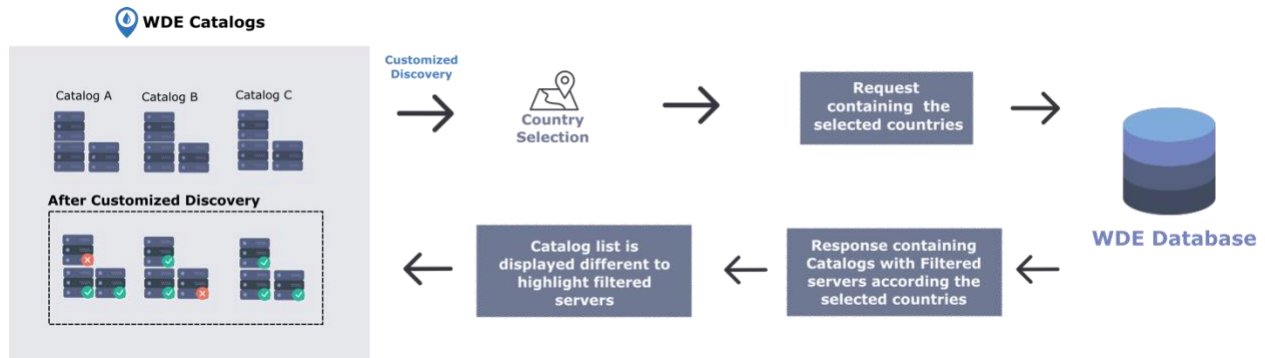 WDE Catalogs
Catalog A
Catalog B
Catalog C
After Customized Discovery
Customized
Discovery
Country
Selection
Request
containing the
selected countries
WDE Database
Response containing
Catalogs with Filtered
servers according the
selected countries
Catalog list is
displayed different to
highlight filtered
servers